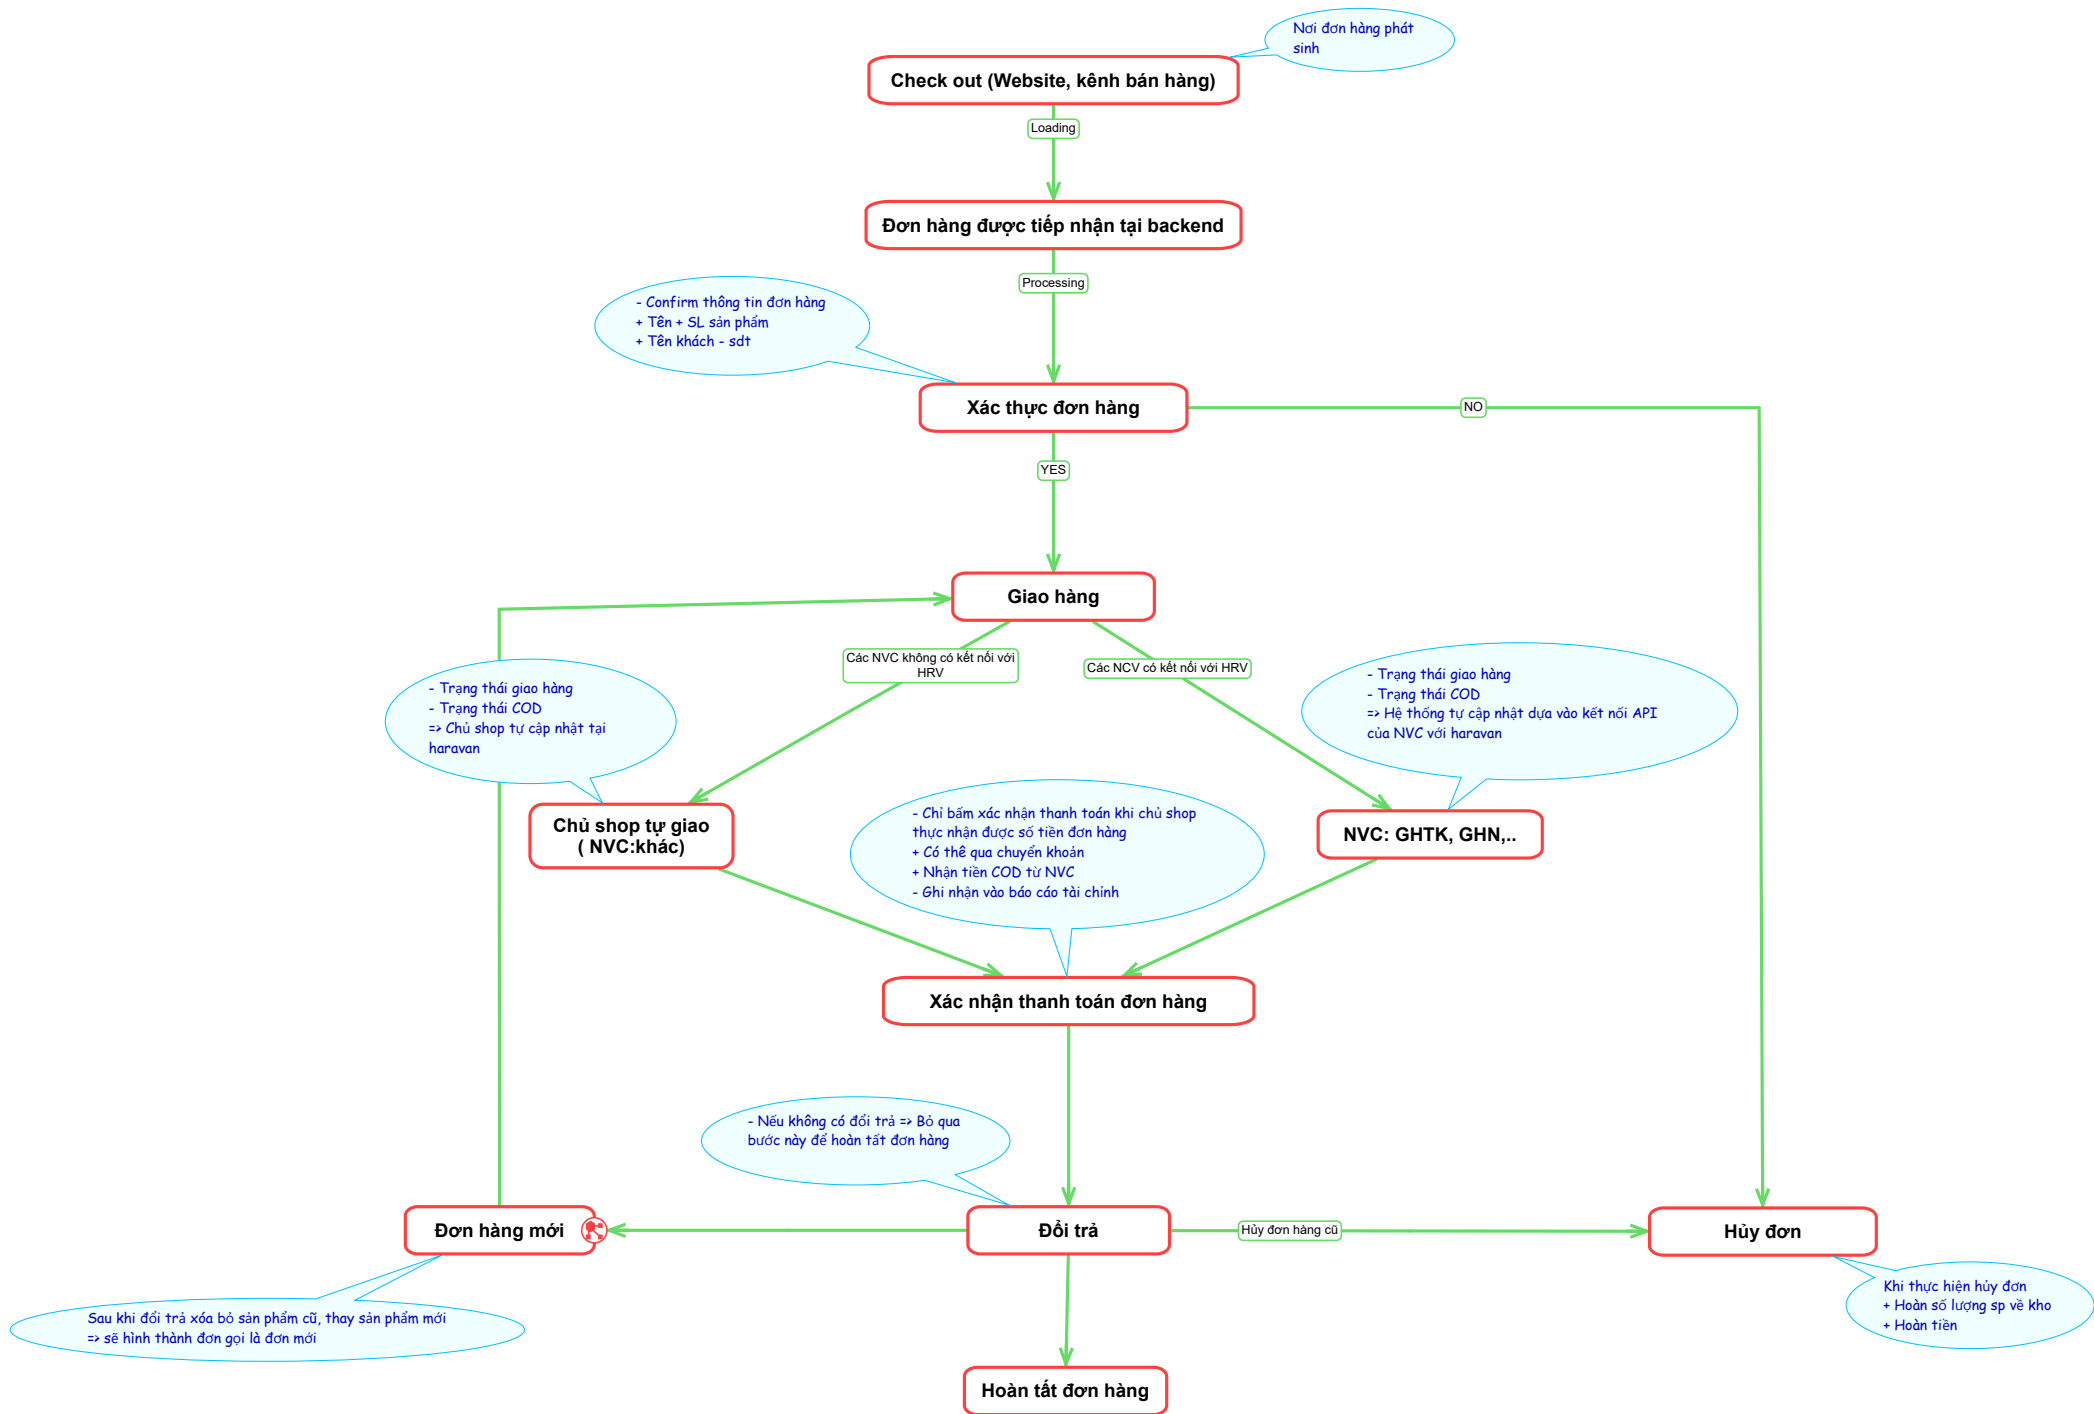 Nơi đơn hàng phát
sinh
Check out (Website, kênh bán hàng)
Loading
Đơn hàng được tiếp nhận tại backend
Processing
- Confirm thông tin đơn hàng
+ Tên + SL sản phẩm
+ Tên khách - sdt
Xác thực đơn hàng
NO
YES
Giao hàng
Các NVC không có kết nối với
HRV
Các NCV có kết nối với HRV
- Trạng thái giao hàng
- Trạng thái COD
=> Chủ shop tự cập nhật tại
haravan
- Trạng thái giao hàng
- Trạng thái COD
=> Hệ thống tự cập nhật dựa vào kết nối API
của NVC với haravan
Chủ shop tự giao
( NVC:khác)
- Chỉ bấm xác nhận thanh toán khi chủ shop
thực nhận được số tiền đơn hàng
+ Có thể qua chuyển khoản
+ Nhận tiền COD từ NVC
- Ghi nhận vào báo cáo tài chính
NVC: GHTK, GHN,..
Xác nhận thanh toán đơn hàng
- Nếu không có đổi trả => Bỏ qua
bước này để hoàn tất đơn hàng
Đơn hàng mới
Đổi trả
Hủy đơn hàng cũ
Hủy đơn
Sau khi đổi trả xóa bỏ sản phẩm cũ, thay sản phẩm mới
=> sẽ hình thành đơn gọi là đơn mới
Khi thực hiện hủy đơn
+ Hoàn số lượng sp về kho
+ Hoàn tiền
Hoàn tất đơn hàng